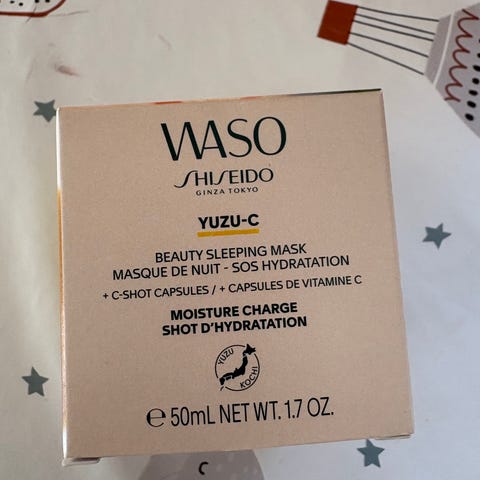 WASO
SHISEIDO
GINZA TOKYO
YUZU-C
BEAUTY SLEEPING MASK
MASQUE DE NUIT - SOS HYDRATATION
+ C-SHOT CAPSULES / + CAPSULES DE VITAMINE C
MOISTURE CHARGE
SHOT D'HYDRATATION
YUZU
KOCHI
℮ 50mL NET WT. 1.7 OZ.